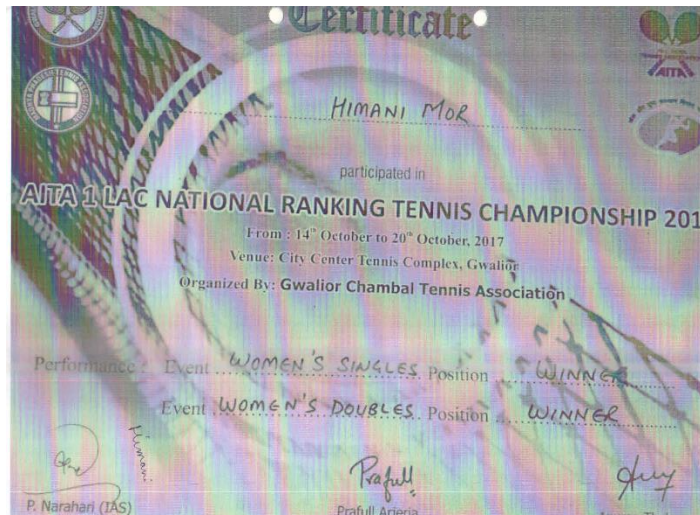 Certificate
AITA
HIMANI MOR
participated in
AITA 1 LAC NATIONAL RANKING TENNIS CHAMPIONSHIP 201
From : 14th October to 20th October, 2017
Venue: City Center Tennis Complex, Gwalior
Organized By: Gwalior Chambal Tennis Association
Performance : Event WOMEN'S SINGLES Position WINNER
Event WOMEN'S DOUBLES Position WINNER
Himani
Prafull
P. Narahari (IAS)